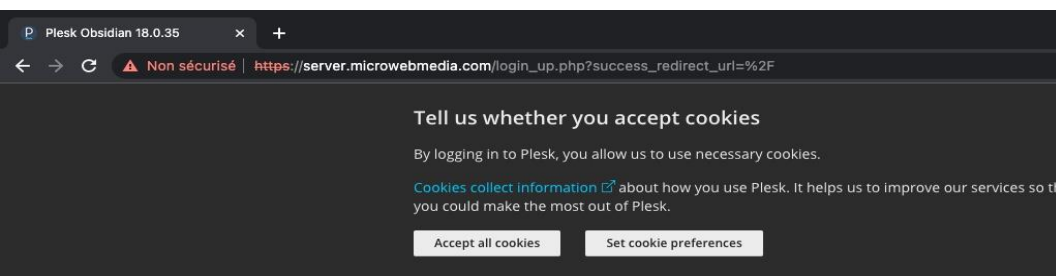 Plesk Obsidian 18.0.35
Non sécurisé | https://server.microwebmedia.com/login_up.php?success_redirect_url=%2F
Tell us whether you accept cookies
By logging in to Plesk, you allow us to use necessary cookies.
Cookies collect information about how you use Plesk. It helps us to improve our services so
you could make the most out of Plesk.
Accept all cookies Set cookie preferences